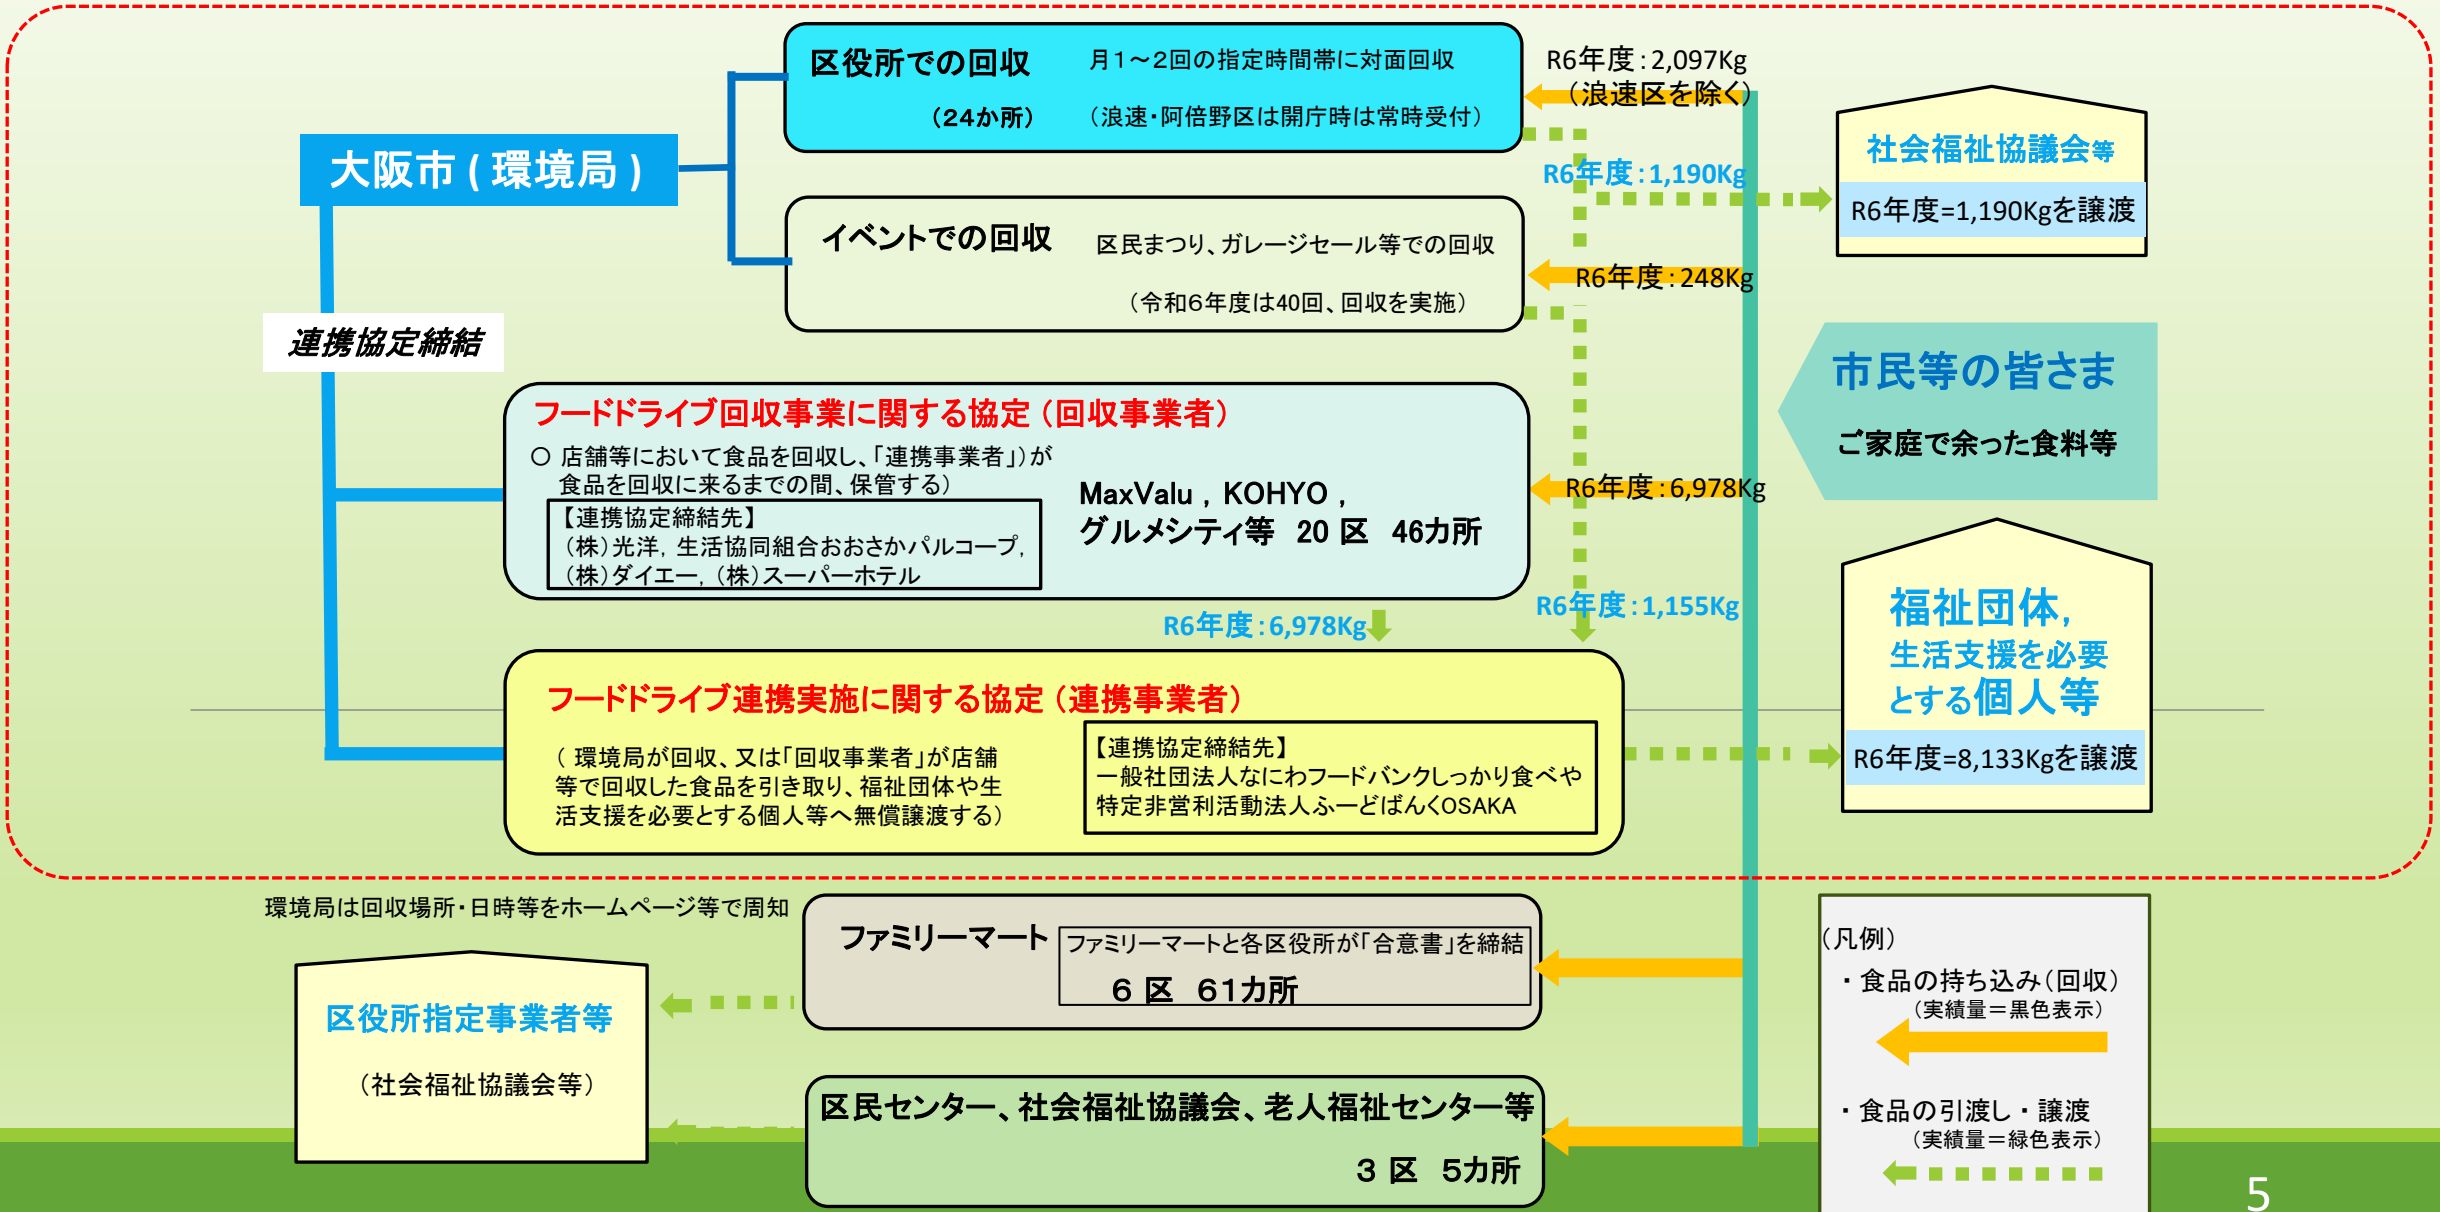 区役所での回収 月1～2回の指定時間帯に対面回収
(24か所) (浪速・阿倍野区は開庁時は常時受付)
R6年度:2,097Kg
(浪速区を除く)
大阪市(環境局)
R6年度:1,190Kg
社会福祉協議会等
R6年度=1,190Kgを譲渡
イベントでの回収 区民まつり、ガレージセール等での回収
(令和6年度は40回、回収を実施)
R6年度:248Kg
連携協定締結
市民等の皆さま
ご家庭で余った食料等
フードドライブ回収事業に関する協定(回収事業者)
○ 店舗等において食品を回収し、「連携事業者」)が
食品を回収に来るまでの間、保管する)
【連携協定締結先】
(株)光洋, 生活協同組合おおさかパルコープ,
(株)ダイエー, (株)スーパーホテル
MaxValu , KOHYO ,
グルメシティ等 20 区 46カ所
R6年度:6,978Kg
R6年度:6,978Kg
R6年度:1,155Kg
フードドライブ連携実施に関する協定(連携事業者)
( 環境局が回収、又は「回収事業者」が店舗
等で回収した食品を引き取り、福祉団体や生
活支援を必要とする個人等へ無償譲渡する)
【連携協定締結先】
一般社団法人なにわフードバンクしっかり食べや
特定非営利活動法人ふーどばんくOSAKA
福祉団体,
生活支援を必要
とする個人等
R6年度=8,133Kgを譲渡
環境局は回収場所・日時等をホームページ等で周知
ファミリーマート ファミリーマートと各区役所が「合意書」を締結
6 区 61カ所
区役所指定事業者等
(社会福祉協議会等)
区民センター、社会福祉協議会、老人福祉センター等
3 区 5カ所
(凡例)
・食品の持ち込み(回収)
(実績量=黒色表示)
・食品の引渡し・譲渡
(実績量=緑色表示)
5